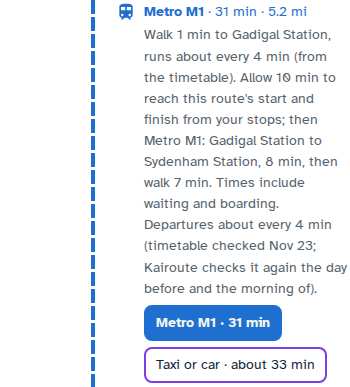 Metro M1 · 31 min · 5.2 mi
Walk 1 min to Gadigal Station,
runs about every 4 min (from
the timetable). Allow 10 min to
reach this route's start and
finish from your stops; then
Metro M1: Gadigal Station to
Sydenham Station, 8 min, then
walk 7 min. Times include
waiting and boarding.
Departures about every 4 min
(timetable checked Nov 23;
Kairoute checks it again the day
before and the morning of).
Metro M1 · 31 min
Taxi or car · about 33 min